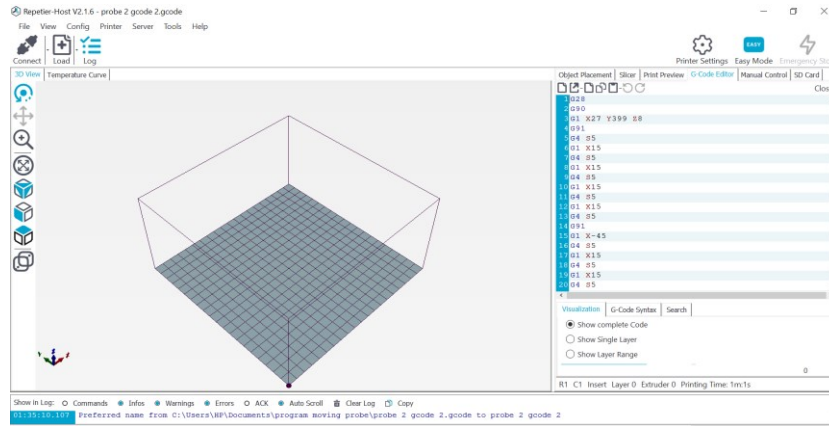 Repetier-Host V2.1.6 - probe 2 gcode 2.gcode
File View Config Printer Server Tools Help
Connect Load Log Printer Settings Easy Mode Emergency Sto
EASY
3D View Temperature Curve
Object Placement Slicer Print Preview G-Code Editor Manual Control SD Card
Clos
1 G28
2 G90
3 G1 X27 Y399 Z8
4 G91
5 G4 S5
6 G1 X15
7 G4 S5
8 G1 X15
9 G4 S5
10 G1 X15
11 G4 S5
12 G1 X15
13 G4 S5
14 G91
15 G1 X-45
16 G4 S5
17 G1 X15
18 G4 S5
19 G1 X15
20 G4 S5
Visualization G-Code Syntax Search
Show complete Code
Show Single Layer
Show Layer Range
0
R1 C1 Insert Layer 0 Extruder 0 Printing Time: 1m:1s
Show in Log: Commands Infos Warnings Errors ACK Auto Scroll Clear Log Copy
01:35:10.107 Preferred name from C:\Users\HP\Documents\program moving probe\probe 2 gcode 2.gcode to probe 2 gcode 2